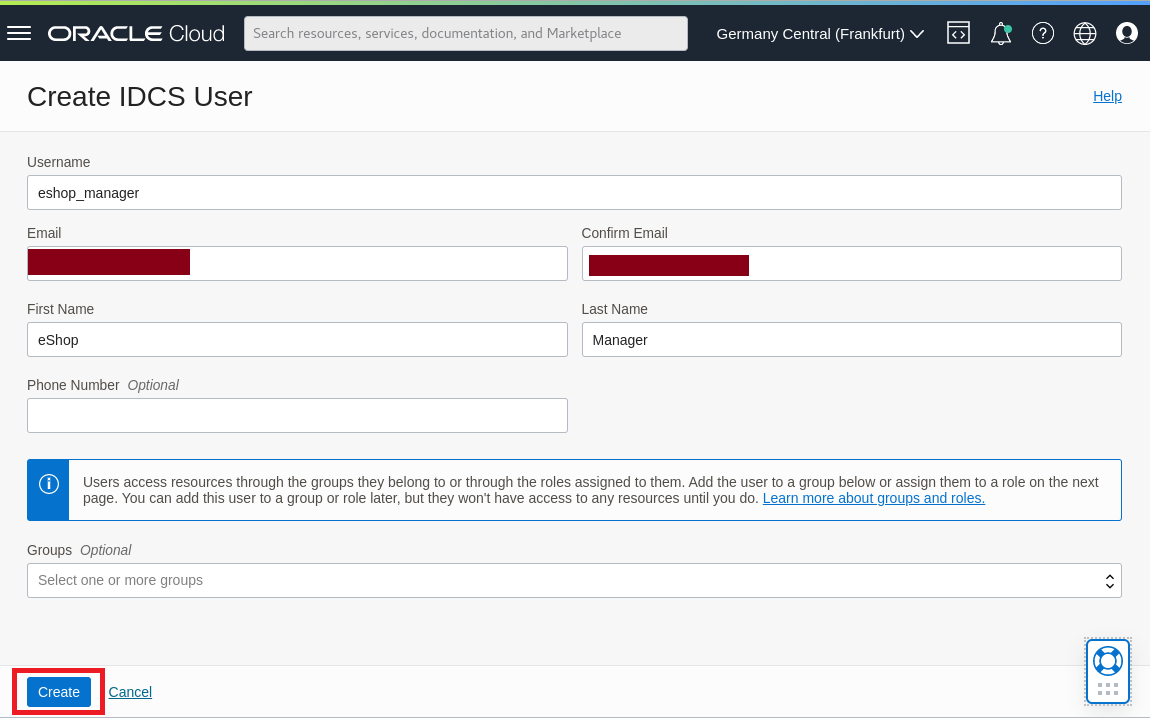 ORACLE Cloud
Search resources, services, documentation, and Marketplace
Germany Central (Frankfurt)
Create IDCS User
Help
Username
eshop_manager
Email
Confirm Email
First Name
Last Name
eShop
Manager
Phone Number Optional
Users access resources through the groups they belong to or through the roles assigned to them. Add the user to a group below or assign them to a role on the next
page. You can add this user to a group or role later, but they won't have access to any resources until you do. Learn more about groups and roles.
Groups Optional
Select one or more groups
Create
Cancel